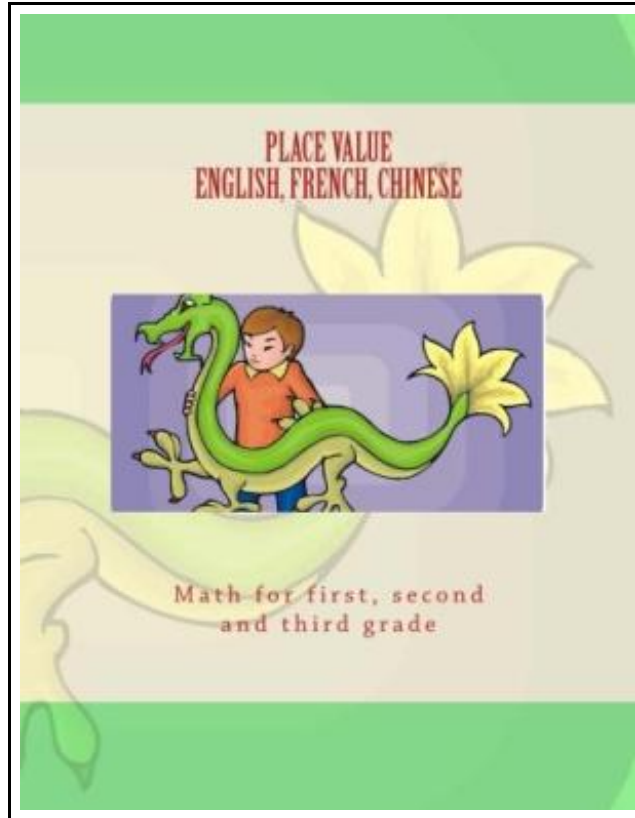 PLACE VALUE
ENGLISH, FRENCH, CHINESE
Math for first, second
and third grade